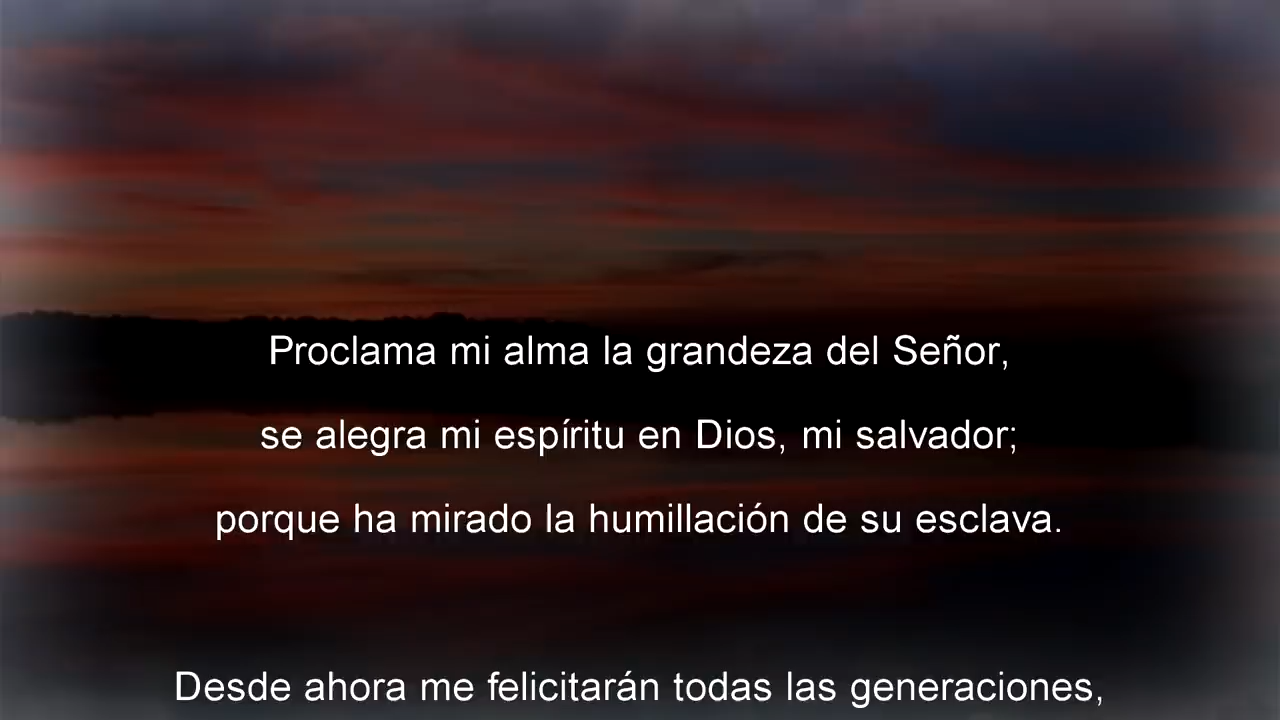 Proclama mi alma la grandeza del Señor,
se alegra mi espíritu en Dios, mi salvador;
porque ha mirado la humillación de su esclava.
Desde ahora me felicitarán todas las generaciones,